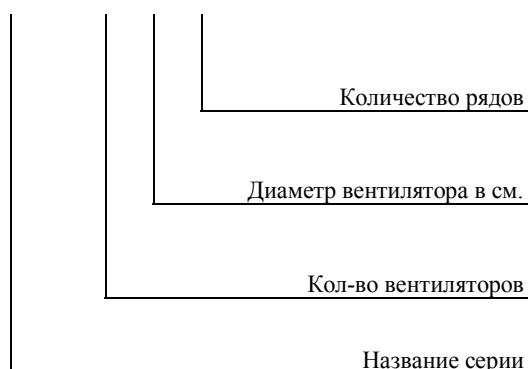 Количество рядов
Диаметр вентилятора в см.
Кол-во вентиляторов
Название серии